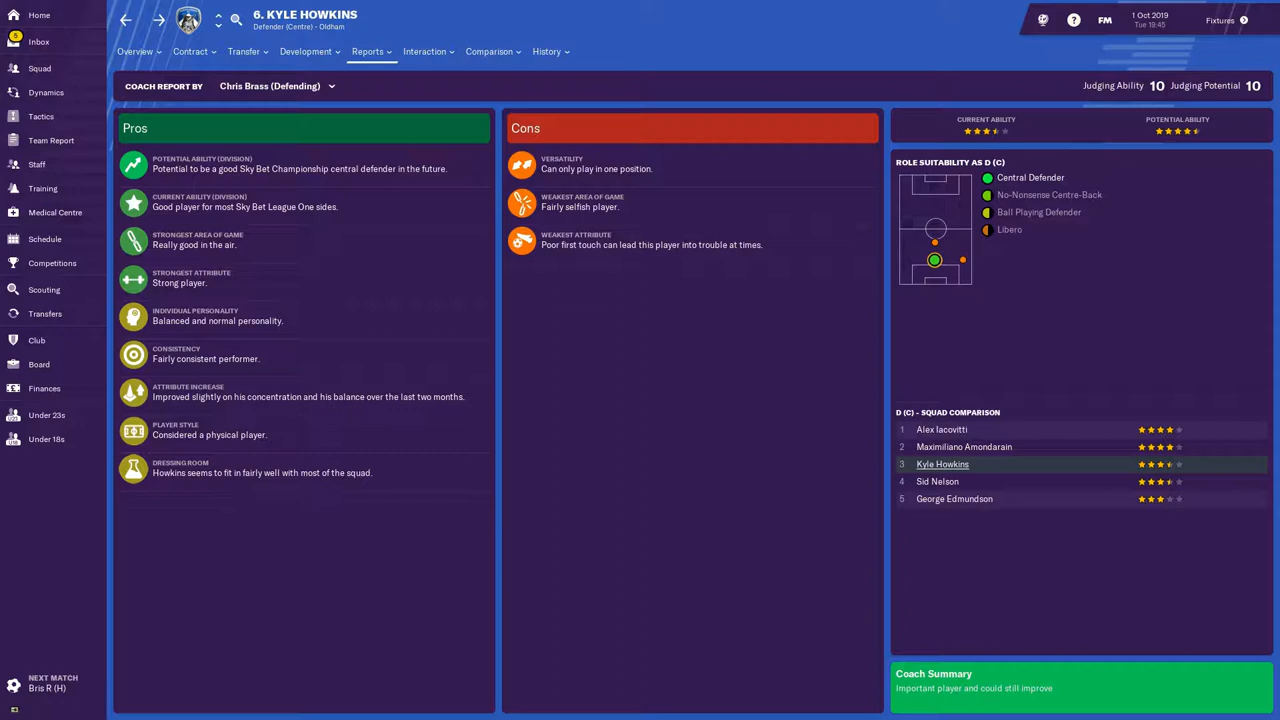 Home
5
Inbox
Squad
Dynamics
Tactics
Team Report
Staff
Training
Medical Centre
Schedule
Competitions
Scouting
Transfers
Club
Board
Finances
Under 23s
Under 18s
NEXT MATCH
Bris R (H)
6. KYLE HOWKINS
Defender (Centre) - Oldham
FM
1 Oct 2019
Tue 19:45
Fixtures
Overview
Contract
Transfer
Development
Reports
Interaction
Comparison
History
COACH REPORT BY Chris Brass (Defending)
Judging Ability 10 Judging Potential 10
Pros
POTENTIAL ABILITY (DIVISION)
Potential to be a good Sky Bet Championship central defender in the future.
CURRENT ABILITY (DIVISION)
Good player for most Sky Bet League One sides.
STRONGEST AREA OF GAME
Really good in the air.
STRONGEST ATTRIBUTE
Strong player.
INDIVIDUAL PERSONALITY
Balanced and normal personality.
CONSISTENCY
Fairly consistent performer.
ATTRIBUTE INCREASE
Improved slightly on his concentration and his balance over the last two months.
PLAYER STYLE
Considered a physical player.
DRESSING ROOM
Howkins seems to fit in fairly well with most of the squad.
Cons
VERSATILITY
Can only play in one position.
WEAKEST AREA OF GAME
Fairly selfish player.
WEAKEST ATTRIBUTE
Poor first touch can lead this player into trouble at times.
CURRENT ABILITY
POTENTIAL ABILITY
ROLE SUITABILITY AS D (C)
Central Defender
No-Nonsense Centre-Back
Ball Playing Defender
Libero
D (C) - SQUAD COMPARISON
1 Alex Iacovitti
2 Maximiliano Amondarain
3 Kyle Howkins
4 Sid Nelson
5 George Edmundson
Coach Summary
Important player and could still improve